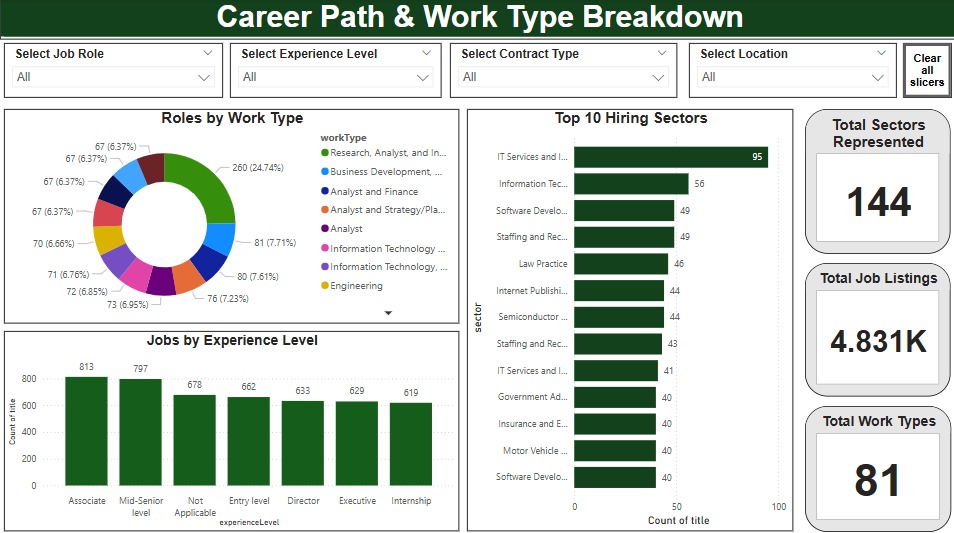 Career Path & Work Type Breakdown
Select Job Role
All
Select Experience Level
All
Select Contract Type
All
Select Location
All
Clear
all
slicers
Roles by Work Type
260 (24.74%)
81 (7.71%)
80 (7.61%)
76 (7.23%)
73 (6.95%)
72 (6.85%)
71 (6.76%)
70 (6.66%)
67 (6.37%)
67 (6.37%)
67 (6.37%)
67 (6.37%)
workType
Research, Analyst, and In...
Business Development, ...
Analyst and Finance
Analyst and Strategy/Pla...
Analyst
Information Technology ...
Information Technology, ...
Engineering
Jobs by Experience Level
Count of title
800
600
400
200
0
813
797
678
662
633
629
619
Associate
Mid-Senior
level
Not
Applicable
Entry level
Director
Executive
Internship
experienceLevel
Top 10 Hiring Sectors
sector
IT Services and I... 95
Information Tec... 56
Software Develo... 49
Staffing and Rec... 49
Law Practice 46
Internet Publishi... 44
Semiconductor ... 44
Staffing and Rec... 43
IT Services and I... 41
Government Ad... 40
Insurance and E... 40
Motor Vehicle ... 40
Software Develo... 40
0 50 100
Count of title
Total Sectors
Represented
144
Total Job Listings
4.831K
Total Work Types
81